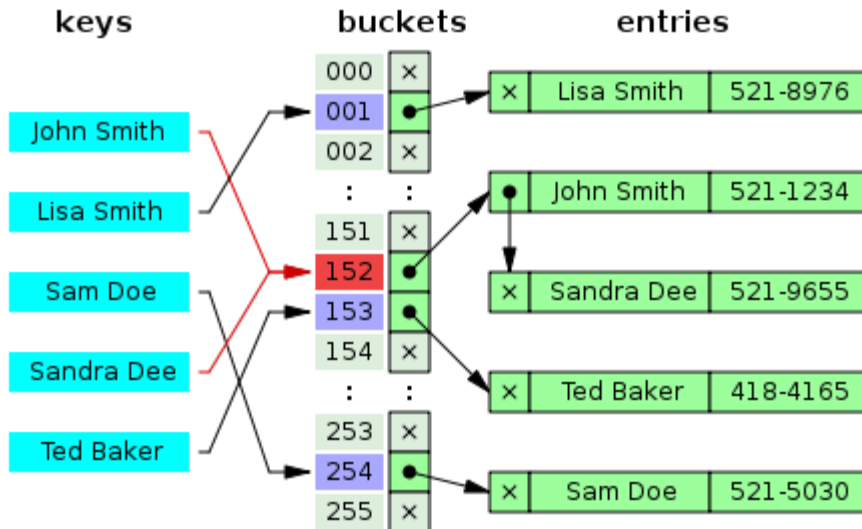 keys buckets entries
000 ×
× Lisa Smith 521-8976
001
John Smith
002 ×
: :
× John Smith 521-1234
Lisa Smith
151 ×
152
Sam Doe
× Sandra Dee 521-9655
153
154 ×
Sandra Dee
: :
× Ted Baker 418-4165
253 ×
Ted Baker
254
× Sam Doe 521-5030
255 ×